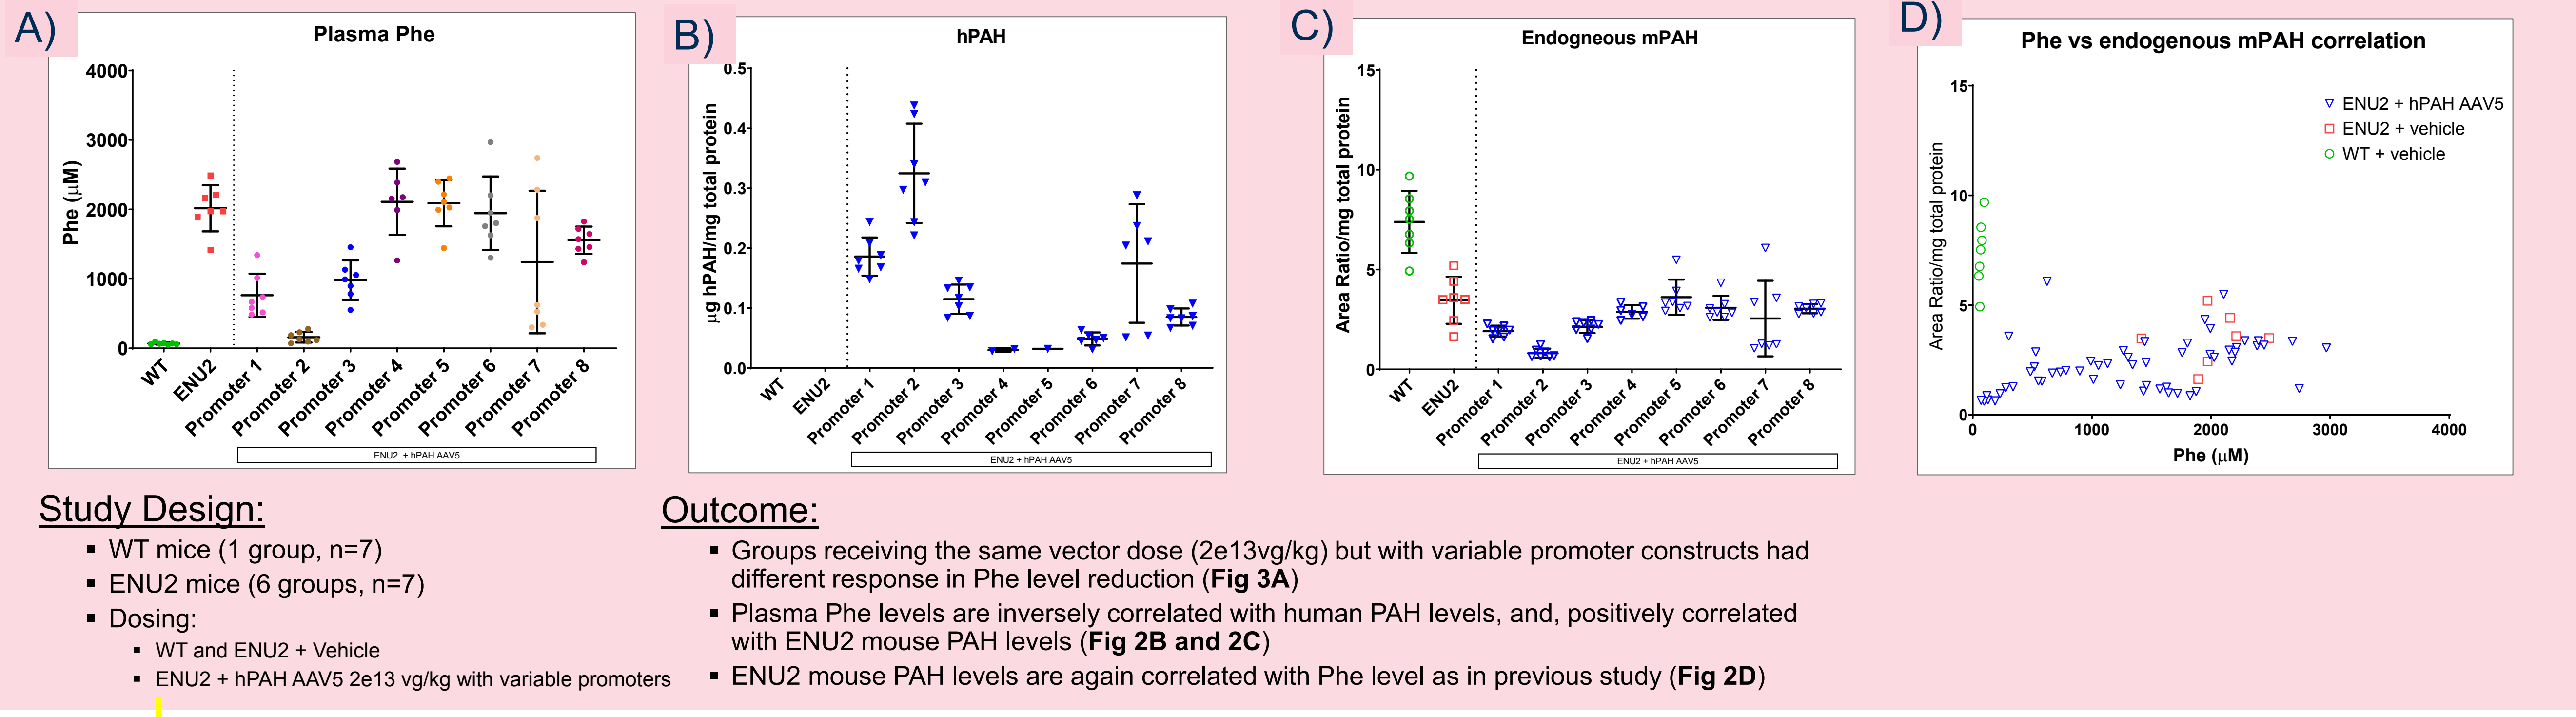 A)
Plasma Phe
Phe (μM)
4000
3000
2000
1000
0
WT
ENU2
Promoter 1
Promoter 2
Promoter 3
Promoter 4
Promoter 5
Promoter 6
Promoter 7
Promoter 8
ENU2 + hPAH AAV5
B)
hPAH
μg hPAH/mg total protein
0.5
0.4
0.3
0.2
0.1
0.0
WT
ENU2
Promoter 1
Promoter 2
Promoter 3
Promoter 4
Promoter 5
Promoter 6
Promoter 7
Promoter 8
ENU2 + hPAH AAV5
C)
Endogneous mPAH
Area Ratio/mg total protein
15
10
5
0
WT
ENU2
Promoter 1
Promoter 2
Promoter 3
Promoter 4
Promoter 5
Promoter 6
Promoter 7
Promoter 8
ENU2 + hPAH AAV5
D)
Phe vs endogenous mPAH correlation
Area Ratio/mg total protein
15
10
5
0
0 1000 2000 3000 4000
Phe (μM)
ENU2 + hPAH AAV5
ENU2 + vehicle
WT + vehicle
Study Design:
▪ WT mice (1 group, n=7)
▪ ENU2 mice (6 groups, n=7)
▪ Dosing:
▪ WT and ENU2 + Vehicle
▪ ENU2 + hPAH AAV5 2e13 vg/kg with variable promoters
Outcome:
▪ Groups receiving the same vector dose (2e13vg/kg) but with variable promoter constructs had
different response in Phe level reduction (Fig 3A)
▪ Plasma Phe levels are inversely correlated with human PAH levels, and, positively correlated
with ENU2 mouse PAH levels (Fig 2B and 2C)
▪ ENU2 mouse PAH levels are again correlated with Phe level as in previous study (Fig 2D)